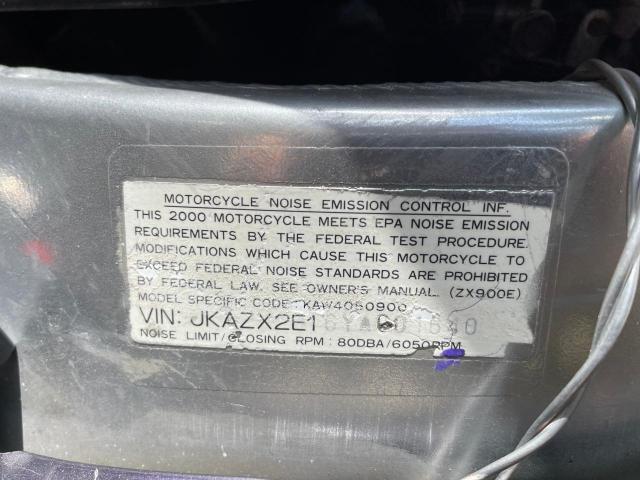 MOTORCYCLE NOISE EMISSION CONTROL INF.
THIS 2000 MOTORCYCLE MEETS EPA NOISE EMISSION
REQUIREMENTS BY THE FEDERAL TEST PROCEDURE.
MODIFICATIONS WHICH CAUSE THIS MOTORCYCLE TO
EXCEED FEDERAL NOISE STANDARDS ARE PROHIBITED
BY FEDERAL LAW. SEE OWNER'S MANUAL. (ZX900E)
MODEL SPECIFIC CODE: KAW4050900
VIN:
NOISE LIMIT/CLOSING RPM : 80DBA/6050RPM